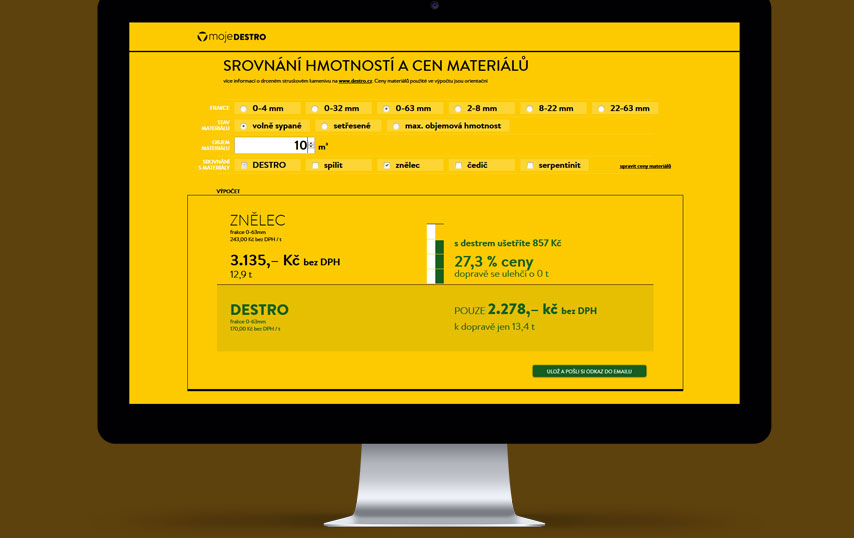 mojeDESTRO
SROVNÁNÍ HMOTNOSTÍ A CEN MATERIÁLŮ
více informací o drceném struskovém kamenivu na www.destro.cz. Ceny materiálů použité ve výpočtu jsou orientační
FRAKCE 0-4 mm 0-32 mm 0-63 mm 2-8 mm 8-22 mm 22-63 mm
STAV
MATERIÁLU volně sypané setřesené max. objemová hmotnost
OBJEM
MATERIÁLU 10 m³
SROVNÁNÍ
S MATERIÁLY DESTRO spilit znělec čedič serpentinit upravit ceny materiálů
VÝPOČET
ZNĚLEC
frakce 0-63mm
243,00 Kč bez DPH / t
3.135,– Kč bez DPH
12,9 t
s destrem ušetříte 857 Kč
27,3 % ceny
dopravě se ulehčí o 0 t
DESTRO
frakce 0-63mm
170,00 Kč bez DPH / t
POUZE 2.278,– kč bez DPH
k dopravě jen 13,4 t
ULOŽ A POŠLI SI ODKAZ DO EMAILU